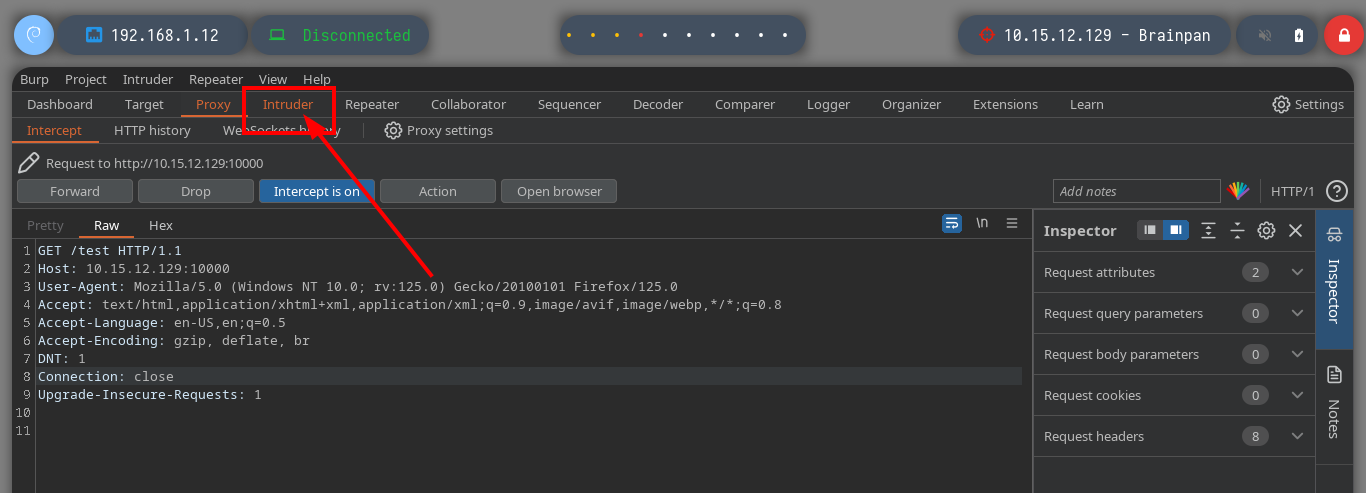 192.168.1.12 Disconnected 10.15.12.129 - Brainpan
Burp Project Intruder Repeater View Help
Dashboard Target Proxy Intruder Repeater Collaborator Sequencer Decoder Comparer Logger Organizer Extensions Learn Settings
Intercept HTTP history WebSockets history Proxy settings
Request to http://10.15.12.129:10000
Forward Drop Intercept is on Action Open browser Add notes HTTP/1
Pretty Raw Hex \n Inspector
1 GET /test HTTP/1.1
2 Host: 10.15.12.129:10000
3 User-Agent: Mozilla/5.0 (Windows NT 10.0; rv:125.0) Gecko/20100101 Firefox/125.0
4 Accept: text/html,application/xhtml+xml,application/xml;q=0.9,image/avif,image/webp,*/*;q=0.8
5 Accept-Language: en-US,en;q=0.5
6 Accept-Encoding: gzip, deflate, br
7 DNT: 1
8 Connection: close
9 Upgrade-Insecure-Requests: 1
10
11
Request attributes 2
Request query parameters 0
Request body parameters 0
Request cookies 0
Request headers 8
Inspector
Notes